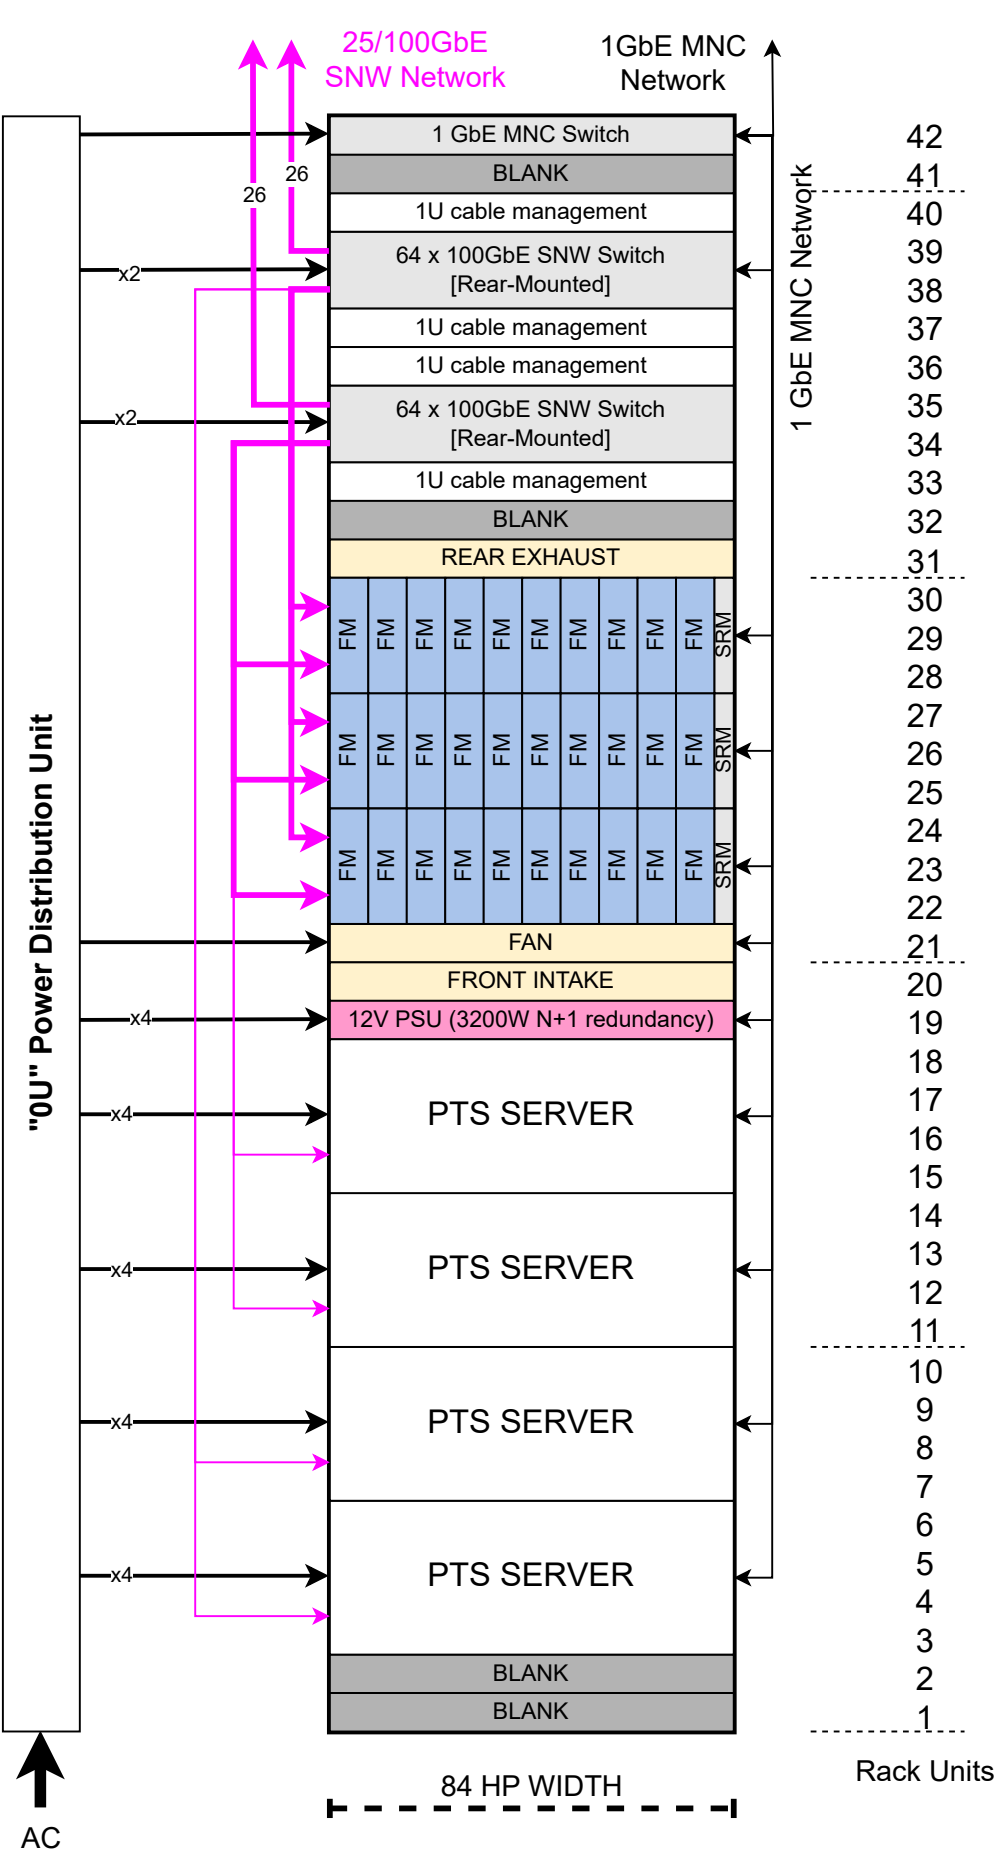 25/100GbE
SNW Network
1GbE MNC
Network
1 GbE MNC Switch
42
BLANK
41
26
26
1U cable management
40
64 x 100GbE SNW Switch
[Rear-Mounted]
39
38
x2
1U cable management
37
1U cable management
36
64 x 100GbE SNW Switch
[Rear-Mounted]
35
34
x2
1 GbE MNC Network
1U cable management
33
BLANK
32
REAR EXHAUST
31
FM FM FM FM FM FM FM FM FM FM SRM
30
29
28
FM FM FM FM FM FM FM FM FM FM SRM
27
26
25
FM FM FM FM FM FM FM FM FM FM SRM
24
23
22
"0U" Power Distribution Unit
FAN
21
FRONT INTAKE
20
x4
12V PSU (3200W N+1 redundancy)
19
x4
PTS SERVER
18
17
16
15
x4
PTS SERVER
14
13
12
11
x4
PTS SERVER
10
9
8
7
x4
PTS SERVER
6
5
4
3
BLANK
2
BLANK
1
Rack Units
84 HP WIDTH
AC